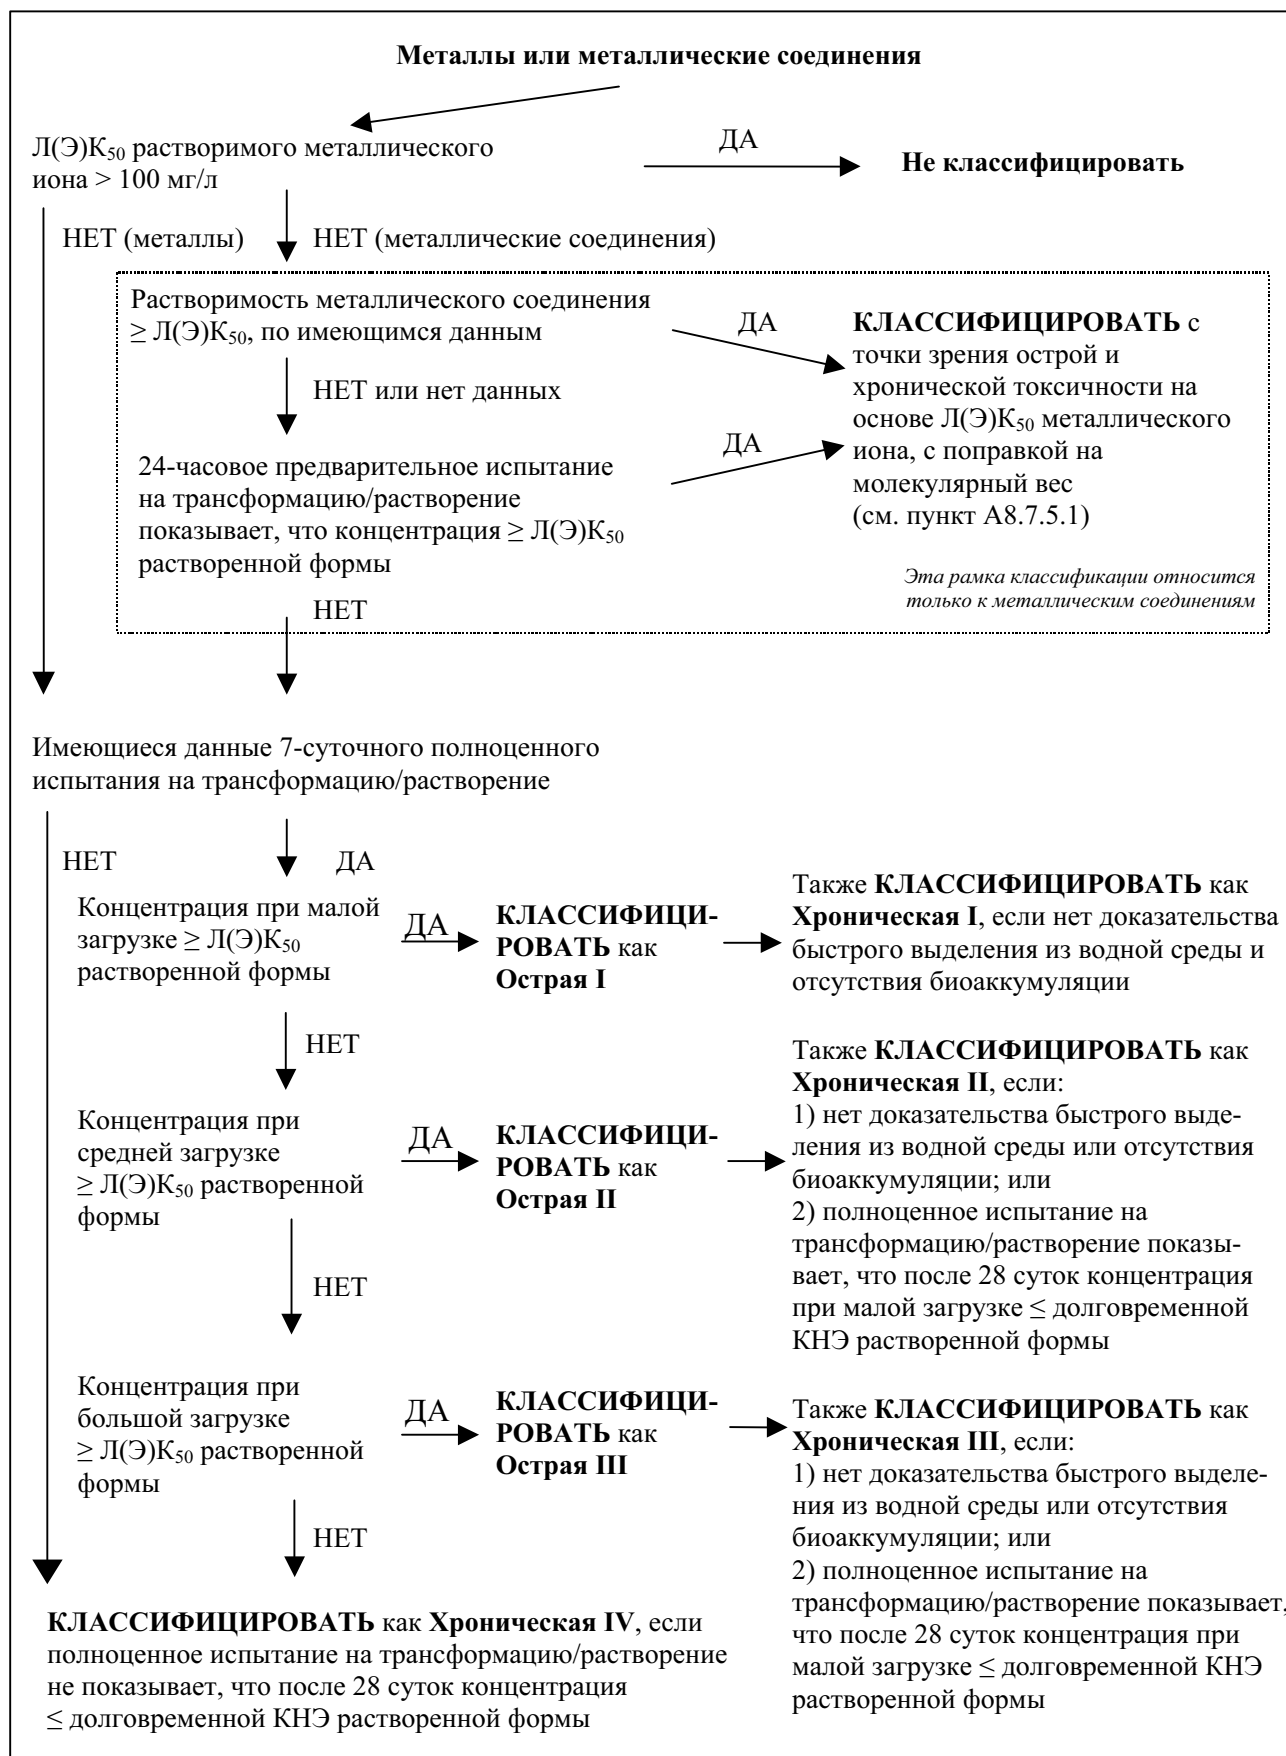 Металлы или металлические соединения
Л(Э)К50 растворимого металлического
иона > 100 мг/л
ДА
Не классифицировать
НЕТ (металлы)
НЕТ (металлические соединения)
Растворимость металлического соединения
≥ Л(Э)К50, по имеющимся данным
ДА
НЕТ или нет данных
24-часовое предварительное испытание
на трансформацию/растворение
показывает, что концентрация ≥ Л(Э)К50
растворенной формы
ДА
КЛАССИФИЦИРОВАТЬ с
точки зрения острой и
хронической токсичности на
основе Л(Э)К50 металлического
иона, с поправкой на
молекулярный вес
(см. пункт А8.7.5.1)
Эта рамка классификации относится
только к металлическим соединениям
НЕТ
Имеющиеся данные 7-суточного полноценного
испытания на трансформацию/растворение
НЕТ
ДА
Концентрация при малой
загрузке ≥ Л(Э)К50
растворенной формы
ДА
КЛАССИФИЦИ-
РОВАТЬ как
Острая I
Также КЛАССИФИЦИРОВАТЬ как
Хроническая I, если нет доказательства
быстрого выделения из водной среды и
отсутствия биоаккумуляции
НЕТ
Концентрация при
средней загрузке
≥ Л(Э)К50 растворенной
формы
ДА
КЛАССИФИЦИ-
РОВАТЬ как
Острая II
Также КЛАССИФИЦИРОВАТЬ как
Хроническая II, если:
1) нет доказательства быстрого выде-
ления из водной среды или отсутствия
биоаккумуляции; или
2) полноценное испытание на
трансформацию/растворение показы-
вает, что после 28 суток концентрация
при малой загрузке ≤ долговременной
КНЭ растворенной формы
НЕТ
Концентрация при
большой загрузке
≥ Л(Э)К50 растворенной
формы
ДА
КЛАССИФИЦИ-
РОВАТЬ как
Острая III
Также КЛАССИФИЦИРОВАТЬ как
Хроническая III, если:
1) нет доказательства быстрого выделе-
ния из водной среды или отсутствия
биоаккумуляции; или
2) полноценное испытание на
трансформацию/растворение показывает,
что после 28 суток концентрация при
малой загрузке ≤ долговременной КНЭ
растворенной формы
НЕТ
КЛАССИФИЦИРОВАТЬ как Хроническая IV, если
полноценное испытание на трансформацию/растворение
не показывает, что после 28 суток концентрация
≤ долговременной КНЭ растворенной формы